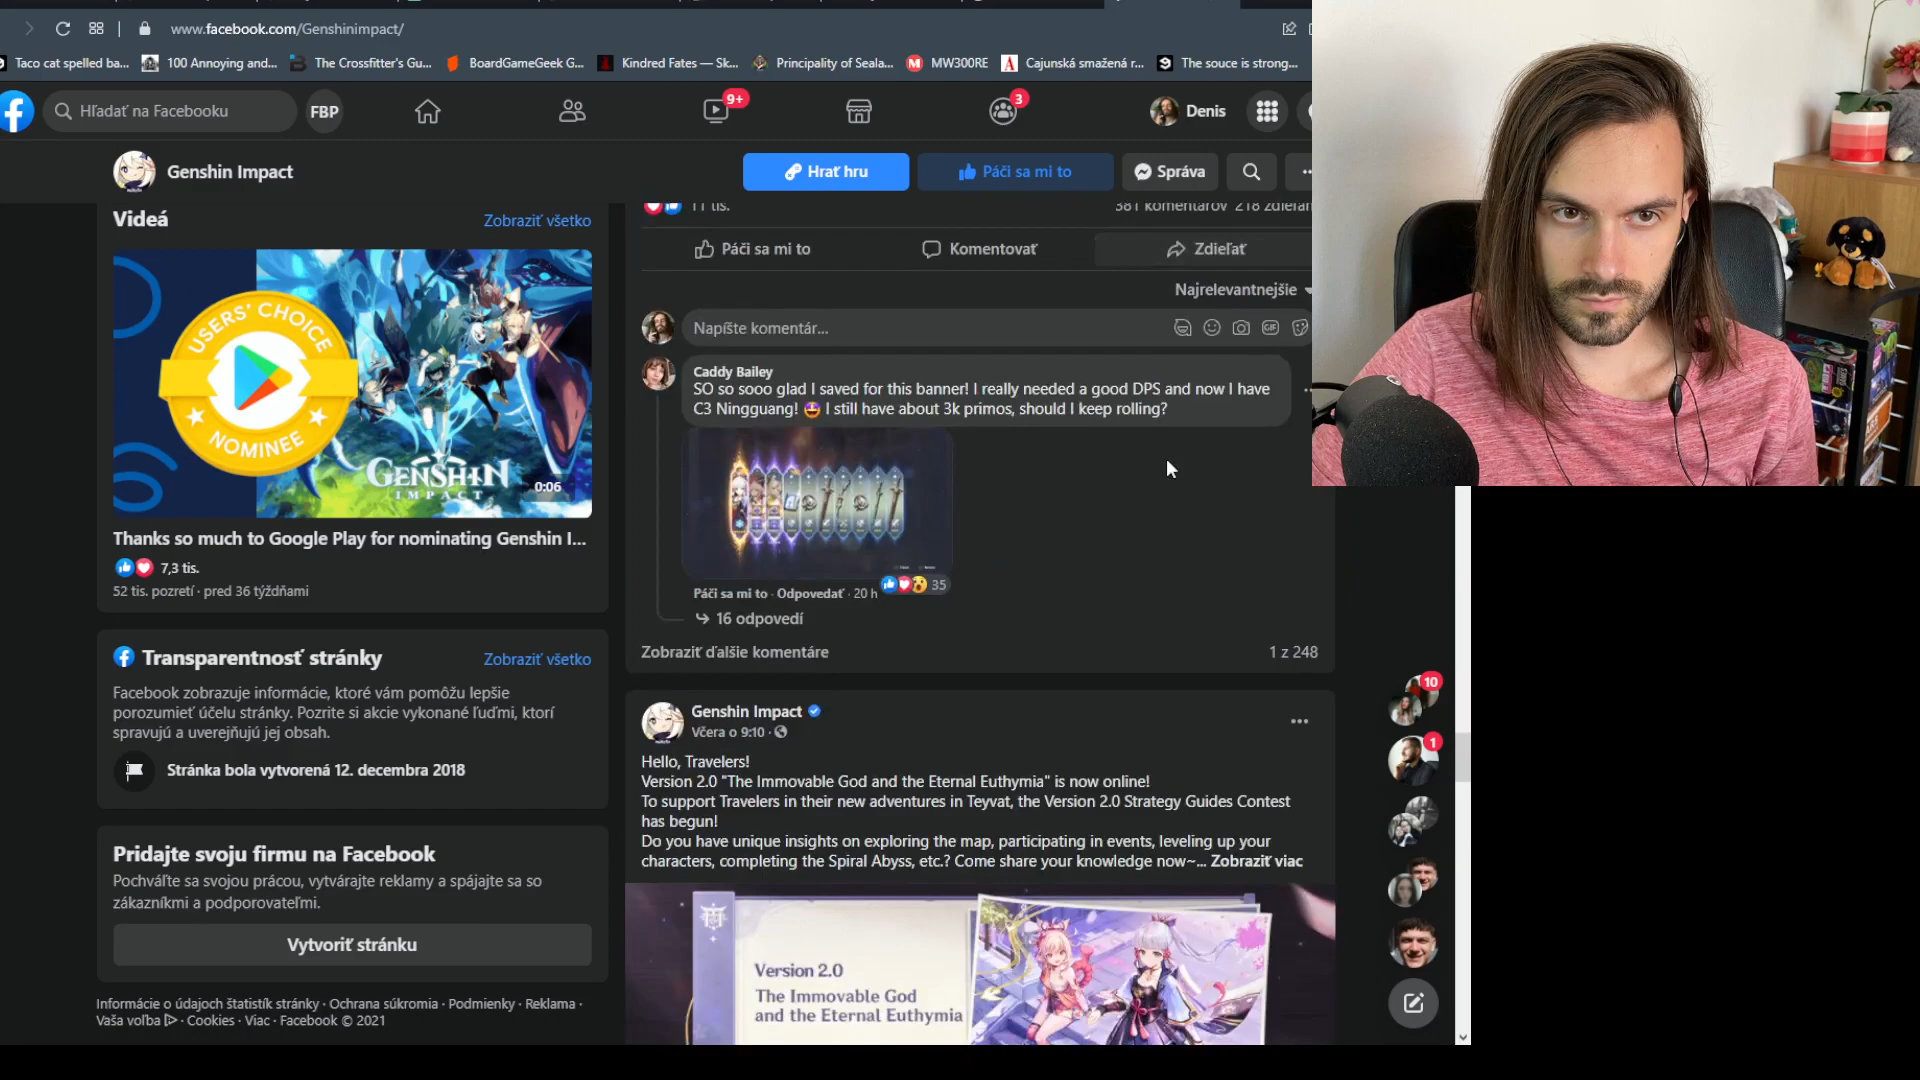 www.facebook.com/Genshinimpact/
Taco cat spelled ba...
100 Annoying and...
The Crossfitter's Gu...
BoardGameGeek G...
Kindred Fates — Sk...
Principality of Seala...
MW300RE
Cajunská smažená r...
The souce is strong...
Hľadať na Facebooku
FBP
9+
3
Denis
Genshin Impact
Hrať hru
Páči sa mi to
Správa
Videá
Zobraziť všetko
USERS' CHOICE
NOMINEE
GENSHIN
IMPACT
0:06
Thanks so much to Google Play for nominating Genshin I...
7,3 tis.
52 tis. pozretí · pred 36 týždňami
Transparentnosť stránky
Zobraziť všetko
Facebook zobrazuje informácie, ktoré vám pomôžu lepšie
porozumieť účelu stránky. Pozrite si akcie vykonané ľuďmi, ktorí
spravujú a uverejňujú jej obsah.
Stránka bola vytvorená 12. decembra 2018
Pridajte svoju firmu na Facebook
Pochváľte sa svojou prácou, vytvárajte reklamy a spájajte sa so
zákazníkmi a podporovateľmi.
Vytvoriť stránku
Informácie o údajoch štatistík stránky · Ochrana súkromia · Podmienky · Reklama ·
Vaša voľba · Cookies · Viac · Facebook © 2021
11 tis.
381 komentárov 218 zdieľaní
Páči sa mi to
Komentovať
Zdieľať
Najrelevantnejšie
Napíšte komentár...
GIF
Caddy Bailey
SO so sooo glad I saved for this banner! I really needed a good DPS and now I have
C3 Ningguang! 🤩 I still have about 3k primos, should I keep rolling?
Páči sa mi to · Odpovedať · 20 h
35
16 odpovedí
Zobraziť ďalšie komentáre
1 z 248
Genshin Impact
Včera o 9:10 ·
Hello, Travelers!
Version 2.0 "The Immovable God and the Eternal Euthymia" is now online!
To support Travelers in their new adventures in Teyvat, the Version 2.0 Strategy Guides Contest
has begun!
Do you have unique insights on exploring the map, participating in events, leveling up your
characters, completing the Spiral Abyss, etc.? Come share your knowledge now~... Zobraziť viac
Version 2.0
The Immovable God
and the Eternal Euthymia
10
1